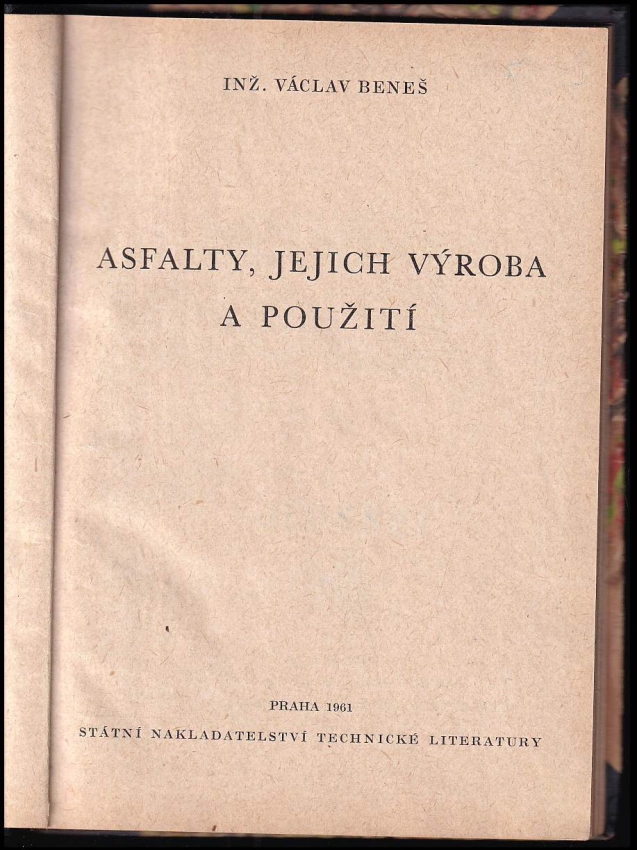 INŽ. VÁCLAV BENEŠ
ASFALTY, JEJICH VÝROBA
A POUŽITÍ
PRAHA 1961
STÁTNÍ NAKLADATELSTVÍ TECHNICKÉ LITERATURY